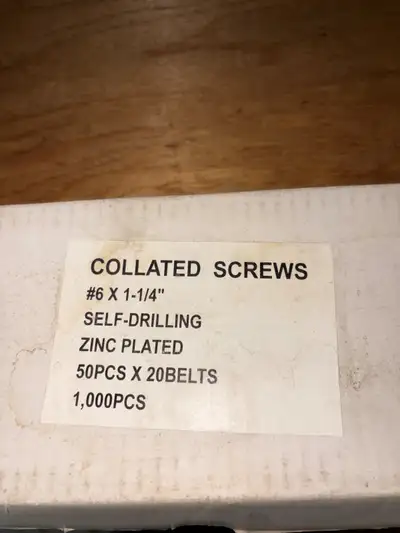 COLLATED SCREWS
#6 X 1-1/4"
SELF-DRILLING
ZINC PLATED
50PCS X 20BELTS
1,000PCS